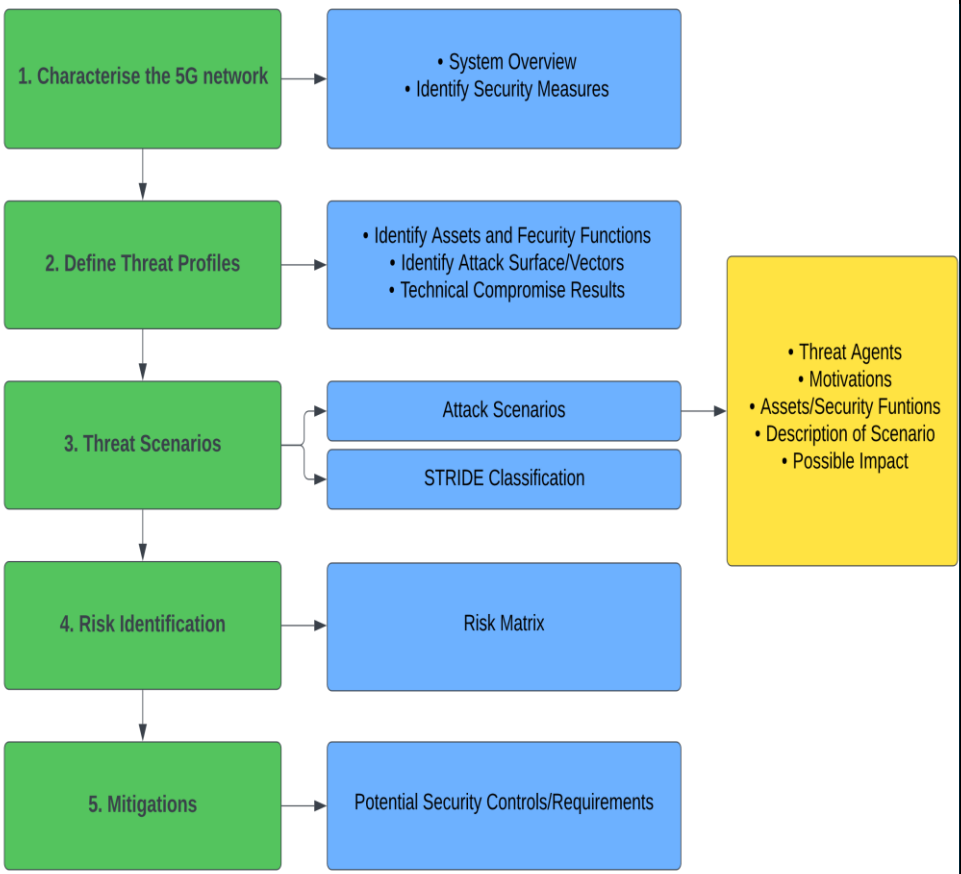 1. Characterise the 5G network
• System Overview
• Identify Security Measures
2. Define Threat Profiles
• Identify Assets and Fecurity Functions
• Identify Attack Surface/Vectors
• Technical Compromise Results
3. Threat Scenarios
Attack Scenarios
STRIDE Classification
• Threat Agents
• Motivations
• Assets/Security Funtions
• Description of Scenario
• Possible Impact
4. Risk Identification
Risk Matrix
5. Mitigations
Potential Security Controls/Requirements